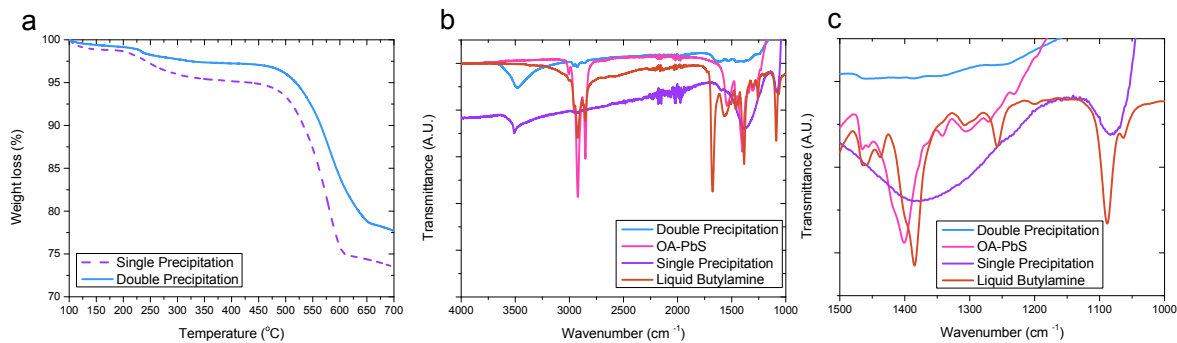 a
100
95
90
85
80
75
70
Weight loss (%)
Single Precipitation
Double Precipitation
100 150 200 250 300 350 400 450 500 550 600 650 700
Temperature (°C)
b
Transmittance (A.U.)
Double Precipitation
OA-PbS
Single Precipitation
Liquid Butylamine
4000 3500 3000 2500 2000 1500 1000
Wavenumber (cm⁻¹)
c
Transmittance (A.U.)
Double Precipitation
OA-PbS
Single Precipitation
Liquid Butylamine
1500 1400 1300 1200 1100 1000
Wavenumber (cm⁻¹)